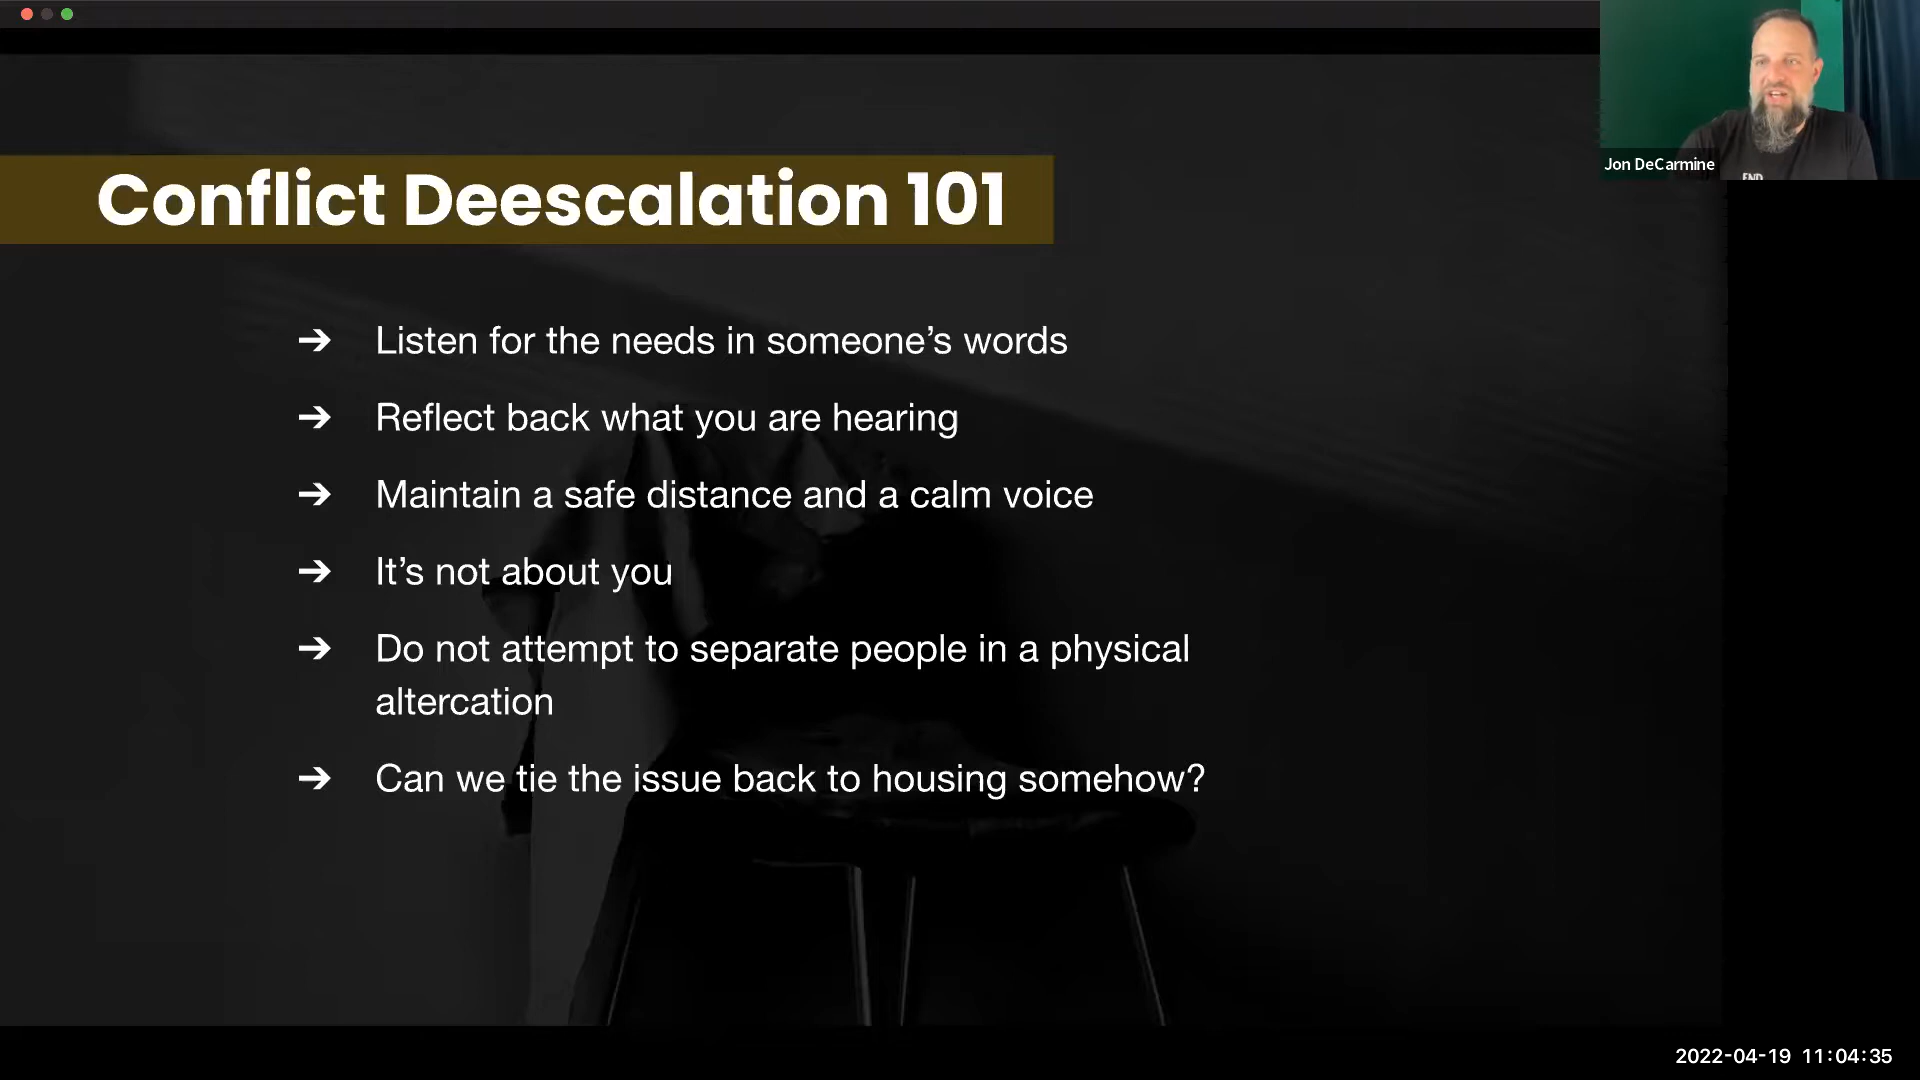 Jon DeCarmine
END
Conflict Deescalation 101
➔ Listen for the needs in someone’s words
➔ Reflect back what you are hearing
➔ Maintain a safe distance and a calm voice
➔ It’s not about you
➔ Do not attempt to separate people in a physical
altercation
➔ Can we tie the issue back to housing somehow?
2022-04-19 11:04:35